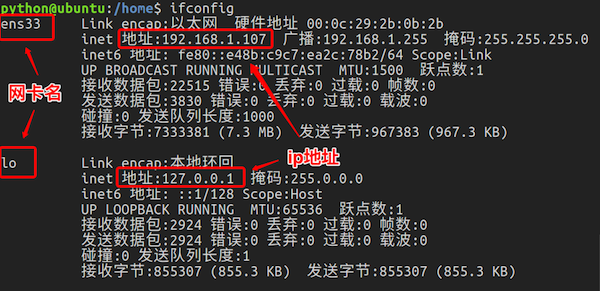 python@ubuntu:/home$ ifconfig
ens33 Link encap:以太网 硬件地址 00:0c:29:2b:0b:2b
inet 地址:192.168.1.107 广播:192.168.1.255 掩码:255.255.255.0
inet6 地址: fe80::e48b:c9c7:ea2c:78b2/64 Scope:Link
UP BROADCAST RUNNING MULTICAST MTU:1500 跃点数:1
网卡名
接收数据包:22515 错误:0 丢弃:0 过载:0 帧数:0
发送数据包:3830 错误:0 丢弃:0 过载:0 载波:0
碰撞:0 发送队列长度:1000
接收字节:7333381 (7.3 MB) 发送字节:967383 (967.3 KB)
ip地址
lo Link encap:本地环回
inet 地址:127.0.0.1 掩码:255.0.0.0
inet6 地址: ::1/128 Scope:Host
UP LOOPBACK RUNNING MTU:65536 跃点数:1
接收数据包:2924 错误:0 丢弃:0 过载:0 帧数:0
发送数据包:2924 错误:0 丢弃:0 过载:0 载波:0
碰撞:0 发送队列长度:1
接收字节:855307 (855.3 KB) 发送字节:855307 (855.3 KB)